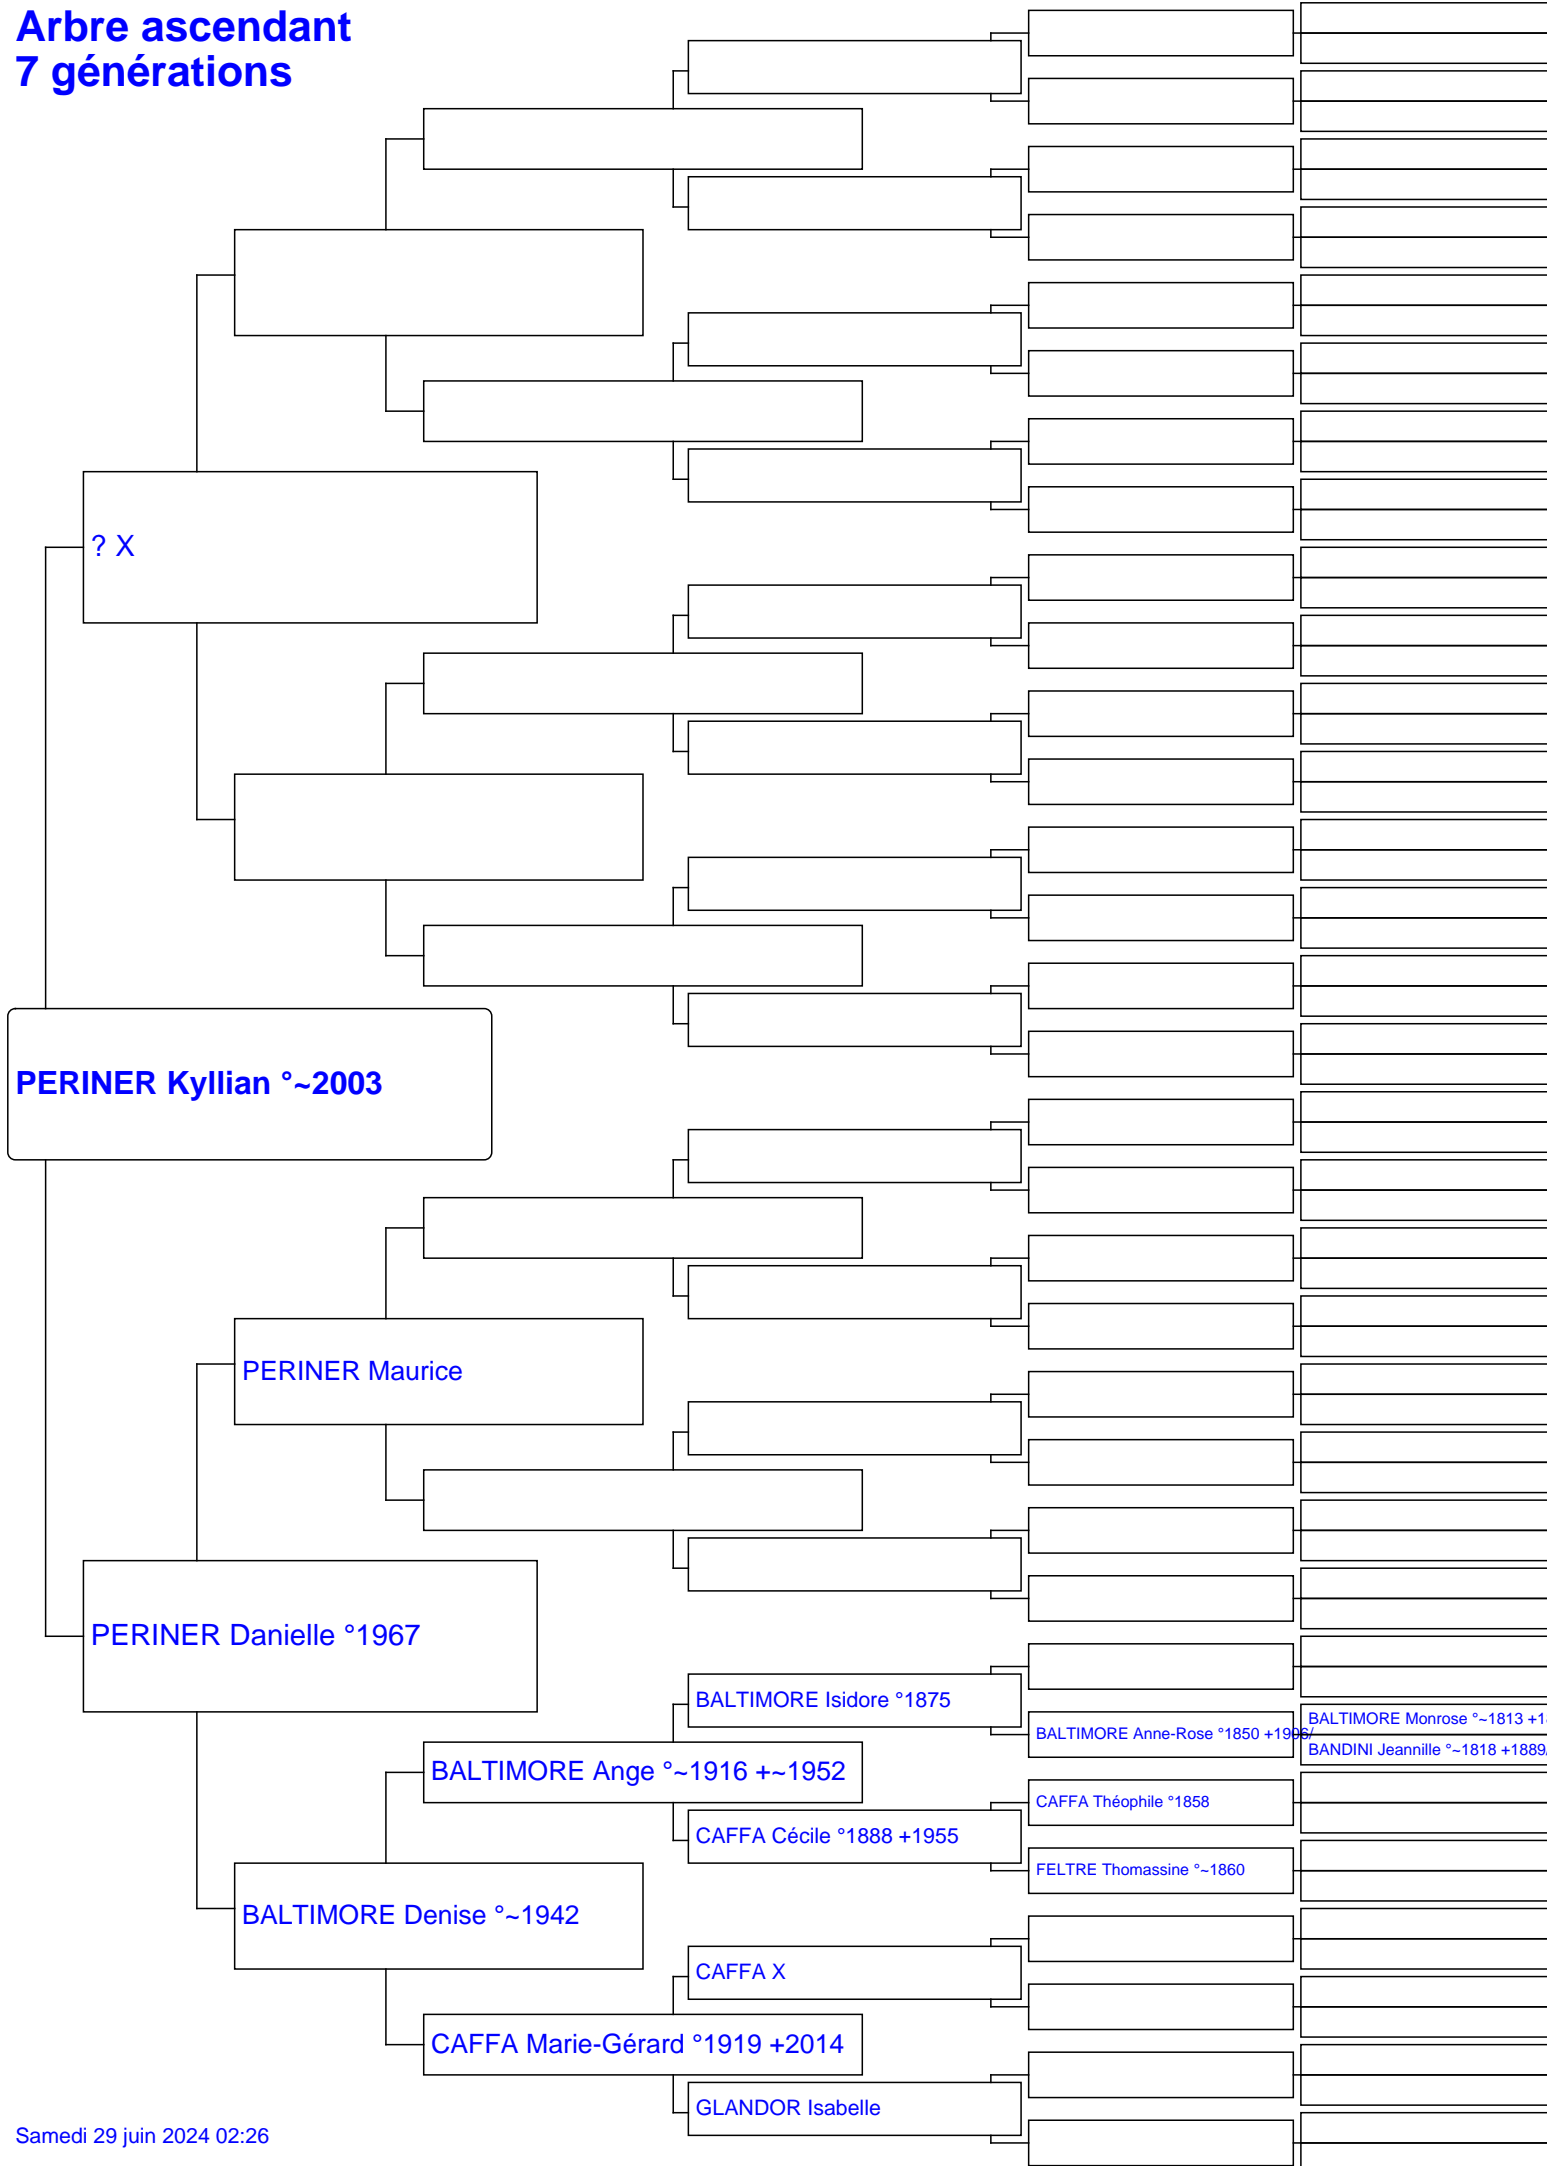 Arbre ascendant
7 générations
? X
PERINER Kyllian °~2003
PERINER Maurice
PERINER Danielle °1967
BALTIMORE Isidore °1875
BALTIMORE Anne-Rose °1850 +1906/
BALTIMORE Monrose °~1813 +1
BANDINI Jeannille °~1818 +1889/
BALTIMORE Ange °~1916 +~1952
CAFFA Théophile °1858
CAFFA Cécile °1888 +1955
FELTRE Thomassine °~1860
BALTIMORE Denise °~1942
CAFFA X
CAFFA Marie-Gérard °1919 +2014
GLANDOR Isabelle
Samedi 29 juin 2024 02:26